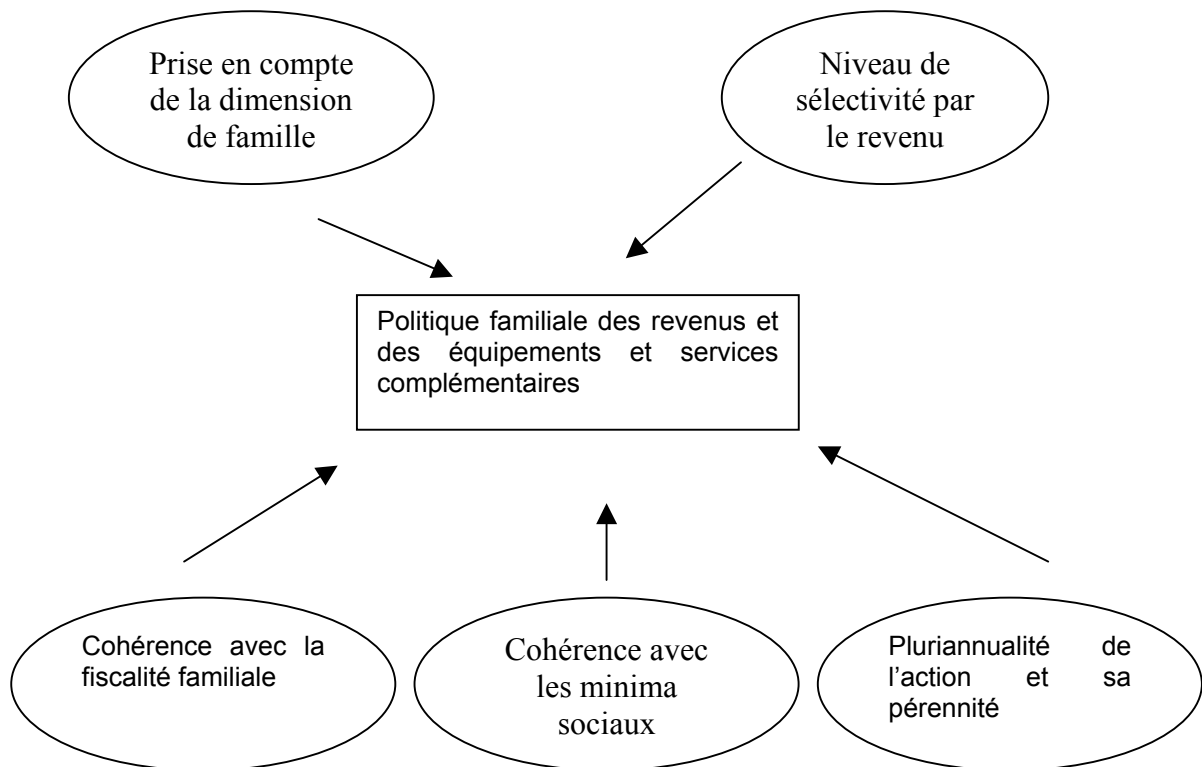 Prise en compte
de la dimension
de famille
Niveau de
sélectivité par
le revenu
Politique familiale des revenus et
des équipements et services
complémentaires
Cohérence avec la
fiscalité familiale
Cohérence avec
les minima
sociaux
Pluriannualité de
l'action et sa
pérennité